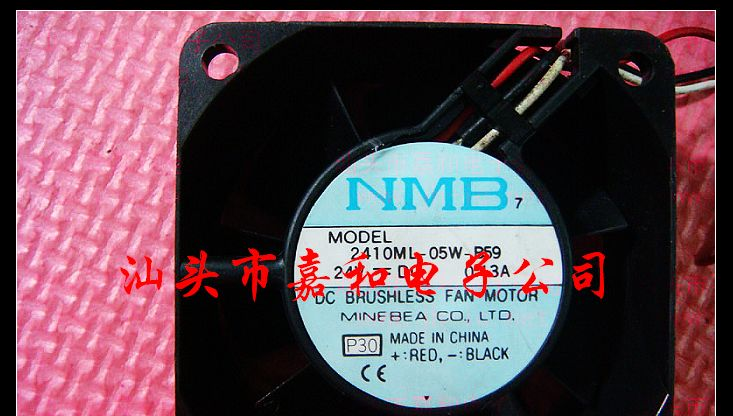 NMB 7
MODEL
2410ML-05W-B59
汕头市嘉和电子公司
DC BRUSHLESS FAN MOTOR
MINEBEA CO., LTD.
P30 MADE IN CHINA
+:RED, -:BLACK
CE